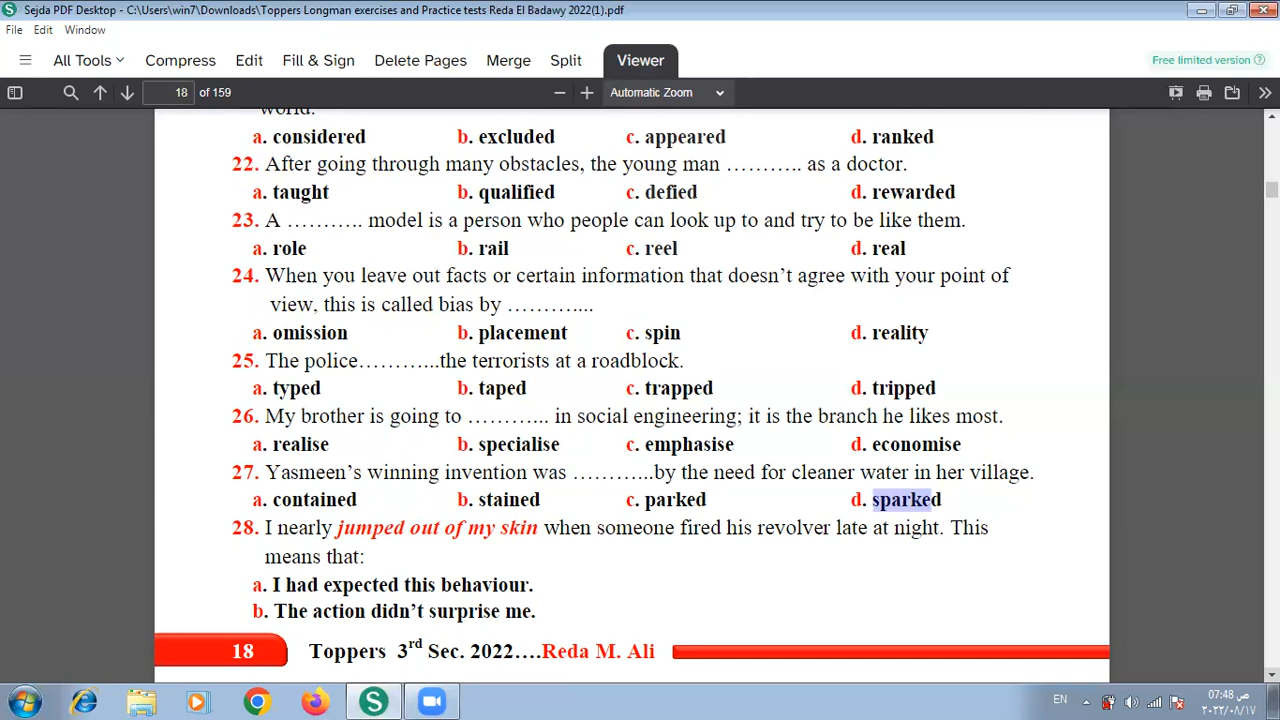 Sejda PDF Desktop - C:\Users\win7\Downloads\Toppers Longman exercises and Practice tests Reda El Badawy 2022(1).pdf
File Edit Window
All Tools Compress Edit Fill & Sign Delete Pages Merge Split Viewer Free limited version
18 of 159 Automatic Zoom
world.
a. considered b. excluded c. appeared d. ranked
22. After going through many obstacles, the young man ……….. as a doctor.
a. taught b. qualified c. defied d. rewarded
23. A ……….. model is a person who people can look up to and try to be like them.
a. role b. rail c. reel d. real
24. When you leave out facts or certain information that doesn't agree with your point of
view, this is called bias by ………...
a. omission b. placement c. spin d. reality
25. The police………...the terrorists at a roadblock.
a. typed b. taped c. trapped d. tripped
26. My brother is going to ………... in social engineering; it is the branch he likes most.
a. realise b. specialise c. emphasise d. economise
27. Yasmeen's winning invention was ………...by the need for cleaner water in her village.
a. contained b. stained c. parked d. sparked
28. I nearly jumped out of my skin when someone fired his revolver late at night. This
means that:
a. I had expected this behaviour.
b. The action didn't surprise me.
18 Toppers 3rd Sec. 2022….Reda M. Ali
EN 07:48 ص
٢٠٢٢/٠٨/١٧